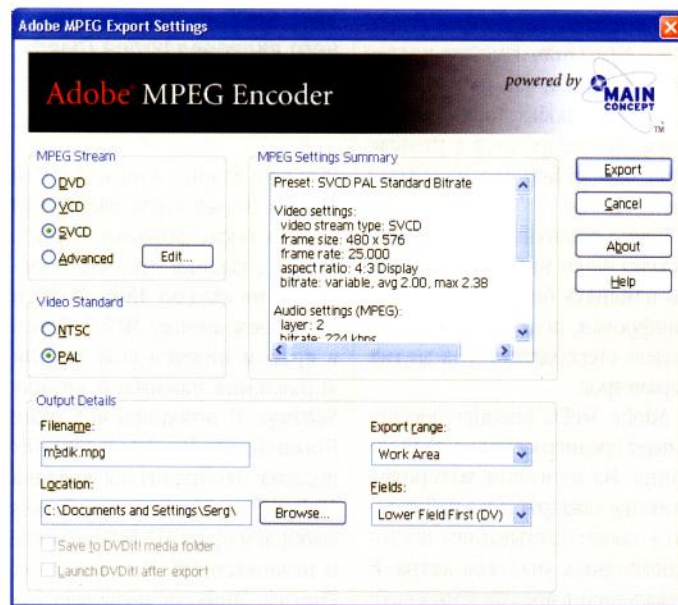 Adobe MPEG Export Settings
Adobe® MPEG Encoder
powered by
MAIN
CONCEPT
TM
MPEG Stream
DVD
VCD
SVCD
Advanced
Edit...
Video Standard
NTSC
PAL
MPEG Settings Summary
Preset: SVCD PAL Standard Bitrate
Video settings:
video stream type: SVCD
frame size: 480 x 576
frame rate: 25.000
aspect ratio: 4:3 Display
bitrate: variable, avg 2.00, max 2.38
Audio settings (MPEG):
layer: 2
bitrate: 224 kbps
Export
Cancel
About
Help
Output Details
Filename:
medik.mpg
Location:
C:\Documents and Settings\Serg\
Browse...
Save to DVDit! media folder
Launch DVDit! after export
Export range:
Work Area
Fields:
Lower Field First (DV)